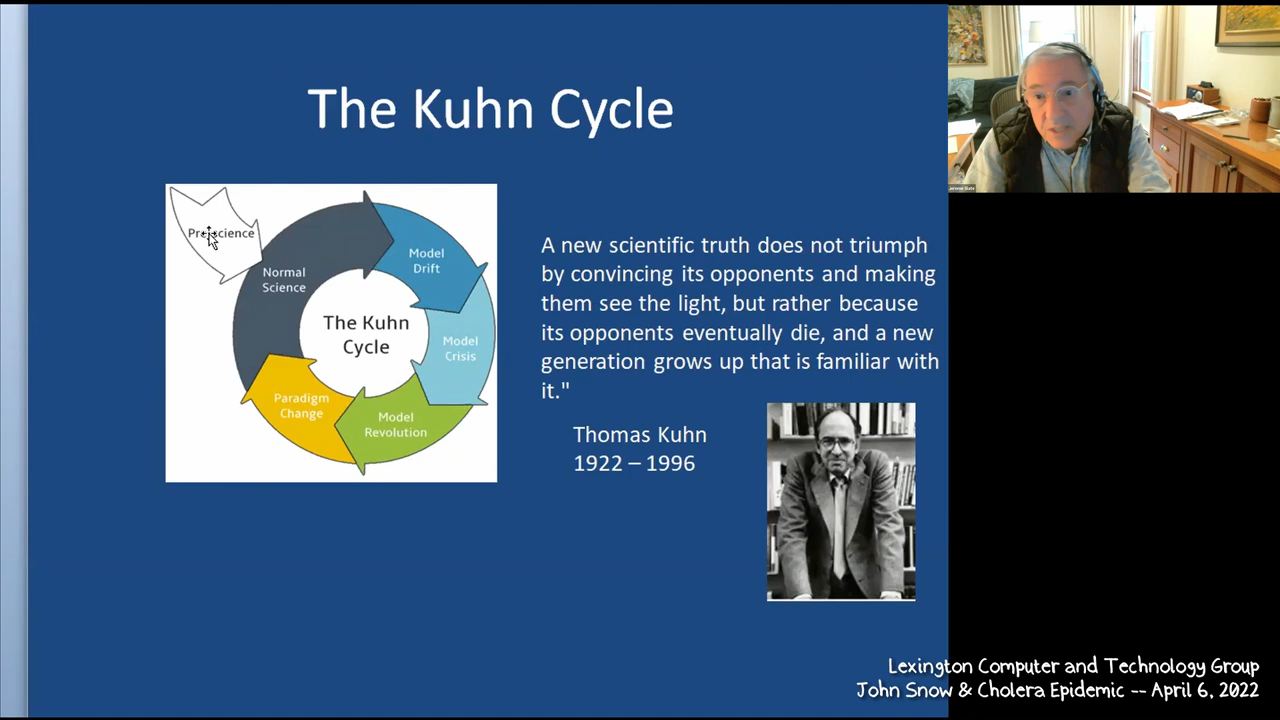 The Kuhn Cycle
Prescience
Normal
Science
Model
Drift
The Kuhn
Cycle
Model
Crisis
Paradigm
Change
Model
Revolution
A new scientific truth does not triumph
by convincing its opponents and making
them see the light, but rather because
its opponents eventually die, and a new
generation grows up that is familiar with
it."
Thomas Kuhn
1922 – 1996
Lexington Computer and Technology Group
John Snow & Cholera Epidemic -- April 6, 2022